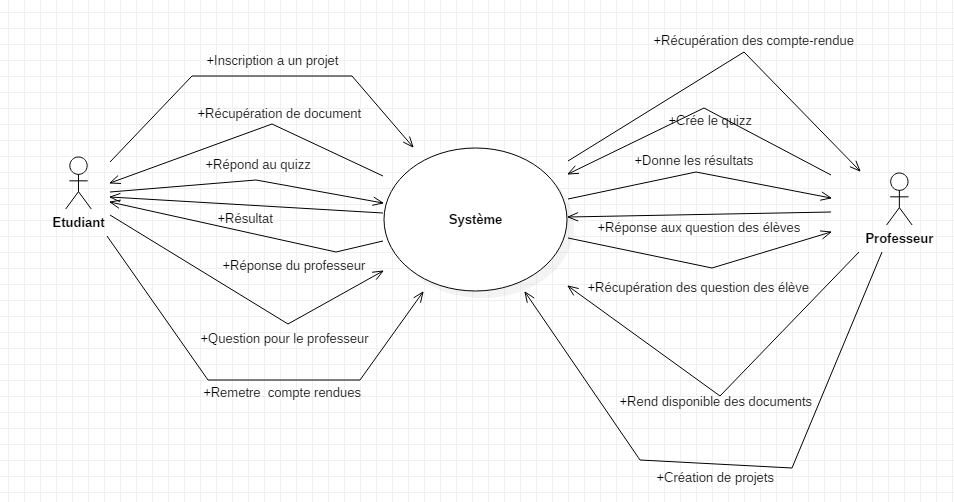 +Récupération des compte-rendue
+Inscription a un projet
+Récupération de document
+Crée le quizz
+Répond au quizz
+Donne les résultats
Etudiant
+Résultat
Système
+Réponse aux question des élèves
Professeur
+Réponse du professeur
+Récupération des question des élève
+Question pour le professeur
+Remetre  compte rendues
+Rend disponible des documents
+Création de projets